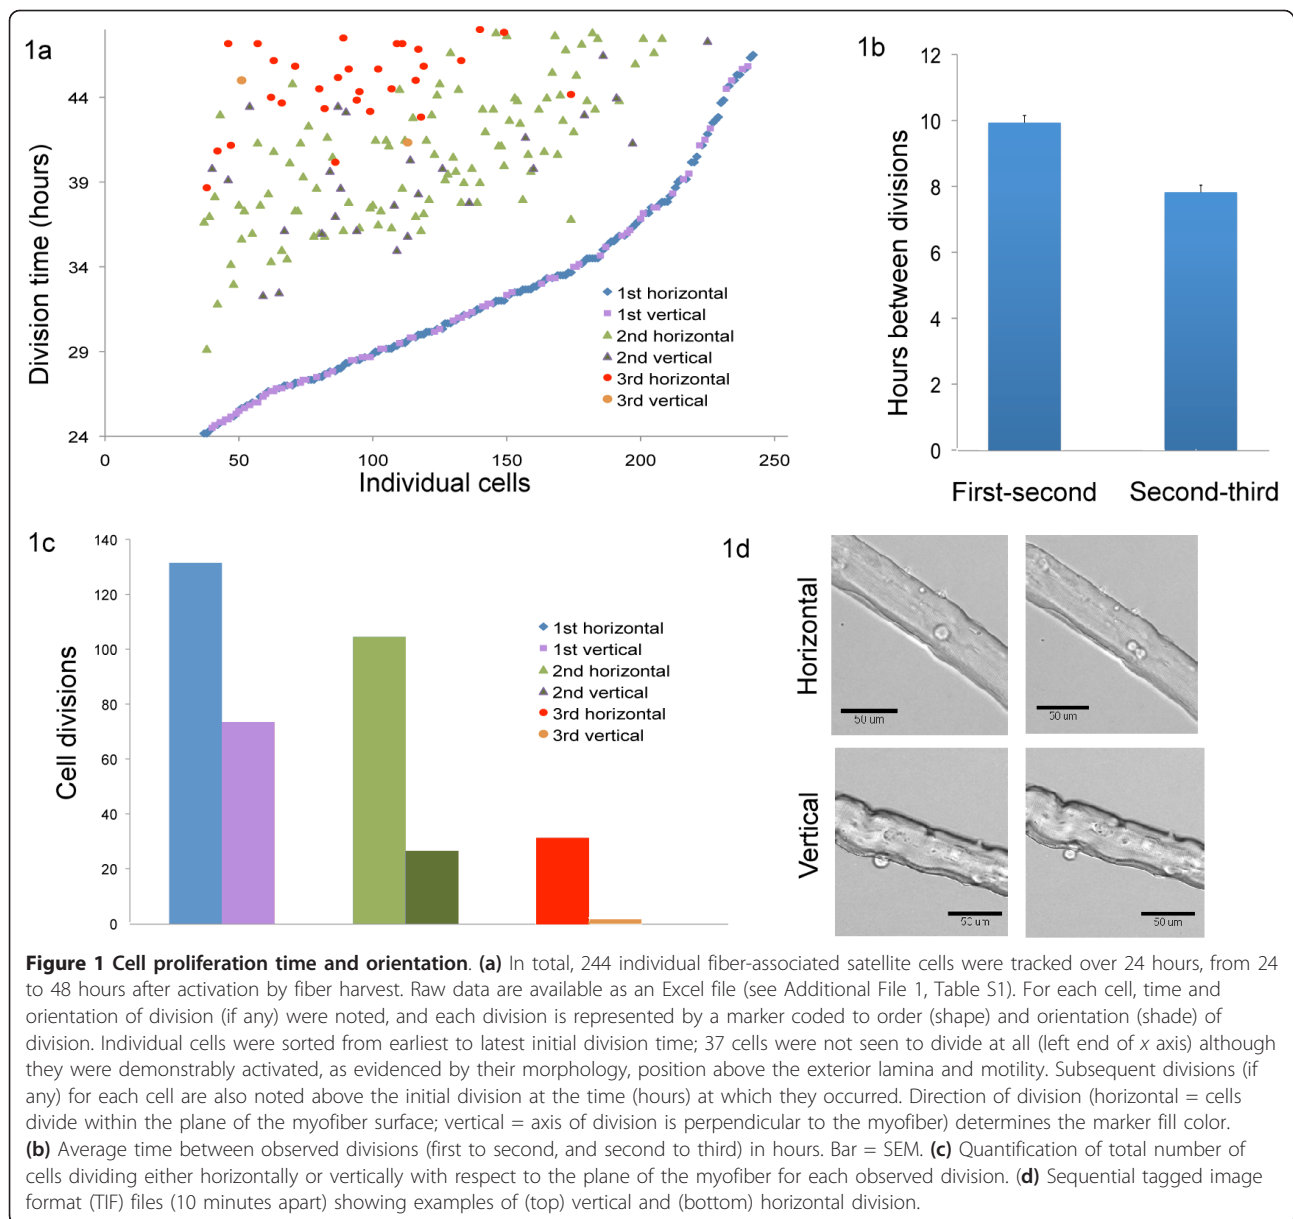 1a
Division time (hours)
44
39
34
29
24
0
50
100
150
200
250
Individual cells
1st horizontal
1st vertical
2nd horizontal
2nd vertical
3rd horizontal
3rd vertical
1b
Hours between divisions
12
10
8
6
4
2
0
First-second
Second-third
1c
Cell divisions
140
120
100
80
60
40
20
0
1st horizontal
1st vertical
2nd horizontal
2nd vertical
3rd horizontal
3rd vertical
1d
Horizontal
50 um
50 um
Vertical
50 um
50 um
Figure 1 Cell proliferation time and orientation. (a) In total, 244 individual fiber-associated satellite cells were tracked over 24 hours, from 24
to 48 hours after activation by fiber harvest. Raw data are available as an Excel file (see Additional File 1, Table S1). For each cell, time and
orientation of division (if any) were noted, and each division is represented by a marker coded to order (shape) and orientation (shade) of
division. Individual cells were sorted from earliest to latest initial division time; 37 cells were not seen to divide at all (left end of x axis) although
they were demonstrably activated, as evidenced by their morphology, position above the exterior lamina and motility. Subsequent divisions (if
any) for each cell are also noted above the initial division at the time (hours) at which they occurred. Direction of division (horizontal = cells
divide within the plane of the myofiber surface; vertical = axis of division is perpendicular to the myofiber) determines the marker fill color.
(b) Average time between observed divisions (first to second, and second to third) in hours. Bar = SEM. (c) Quantification of total number of
cells dividing either horizontally or vertically with respect to the plane of the myofiber for each observed division. (d) Sequential tagged image
format (TIF) files (10 minutes apart) showing examples of (top) vertical and (bottom) horizontal division.